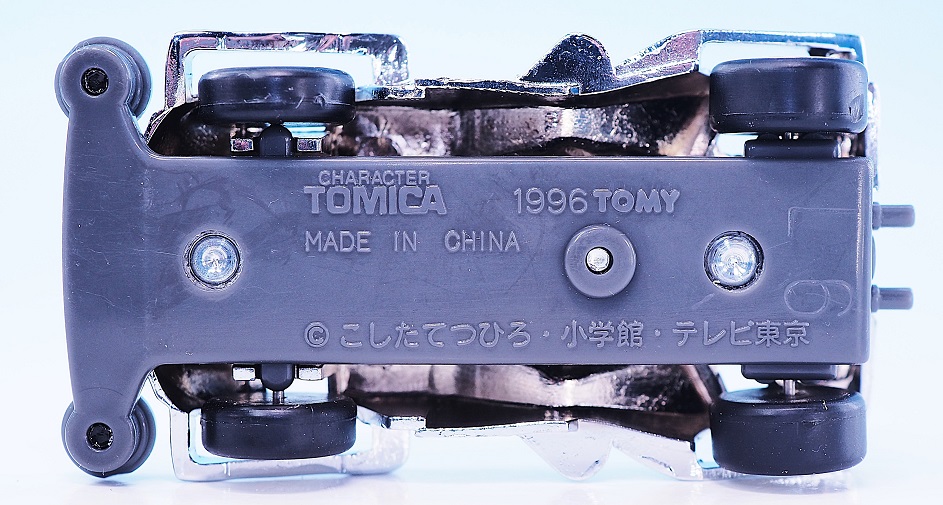 CHARACTER
TOMICA 1996 TOMY
MADE IN CHINA
© こしたてつひろ・小学館・テレビ東京